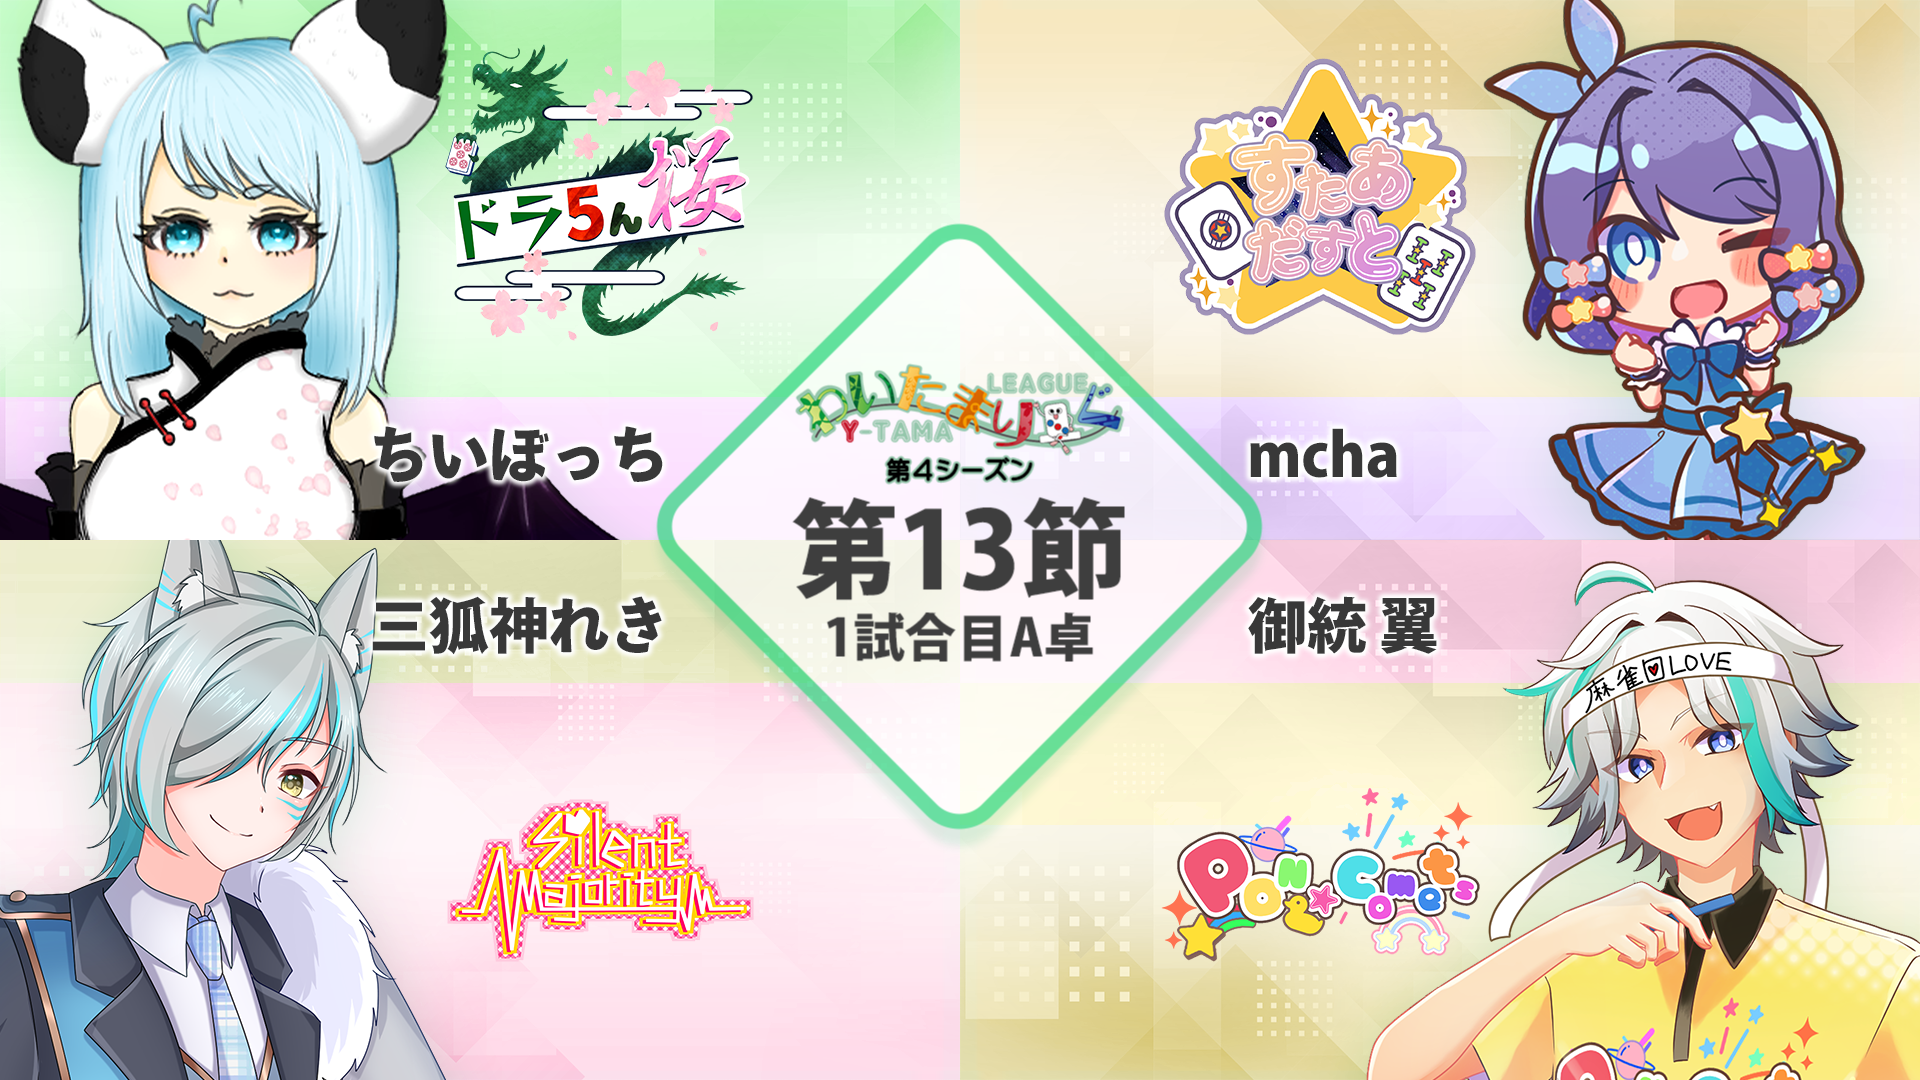 ドラ5ん桜
ちいぼっち
すたあ
だすと
mcha
わいたまりーぐ
LEAGUE
Y-TAMA
第4シーズン
第13節
1試合目A卓
三狐神れき
Silent
Majority
御統 翼
麻雀LOVE
PON
Comets